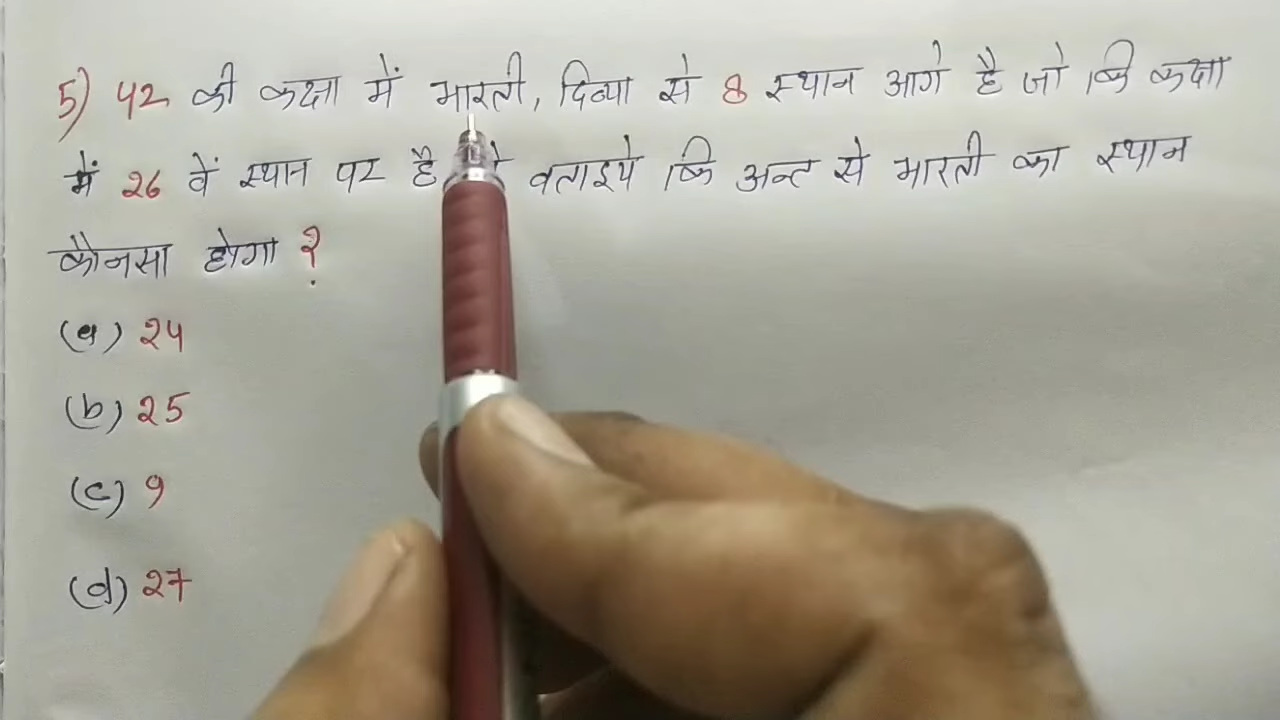 5) 42 की कक्षा में भारती, दिव्या से 8 स्थान आगे है जो कि कक्षा
में 26 वें स्थान पर है बताइये कि अन्त से भारती का स्थान
कौनसा होगा ?
(a) 24
(b) 25
(c) 9
(d) 27